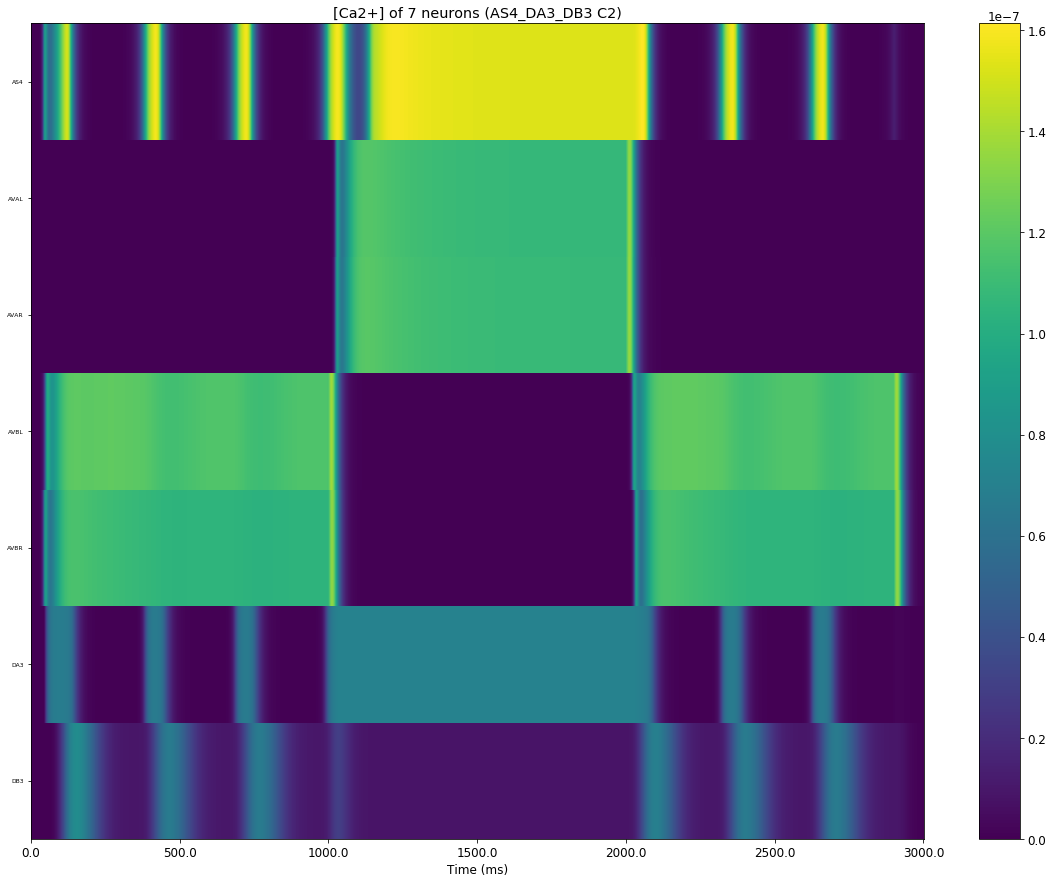 [Ca2+] of 7 neurons (AS4_DA3_DB3 C2)
1e−7
AS4
AVAL
AVAR
AVBL
AVBR
DA3
DB3
0.0 500.0 1000.0 1500.0 2000.0 2500.0 3000.0
Time (ms)
1.6
1.4
1.2
1.0
0.8
0.6
0.4
0.2
0.0